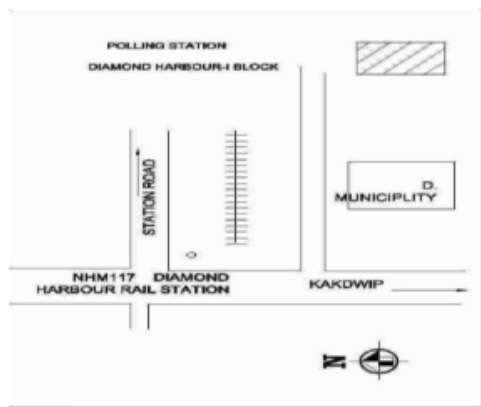 POLLING STATION
DIAMOND HARBOUR-I BLOCK
STATION ROAD
D.
MUNICIPLITY
NHM117 DIAMOND
HARBOUR RAIL STATION
KAKDWIP
N